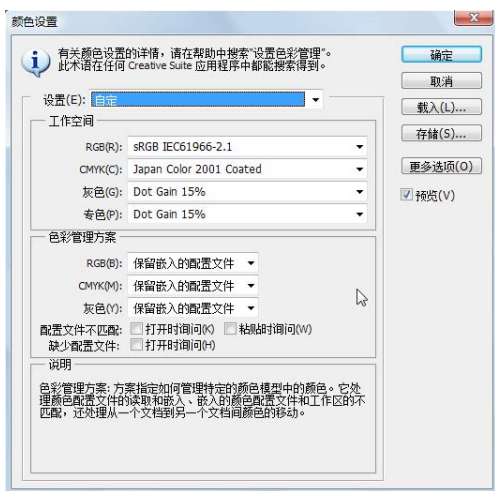 颜色设置
有关颜色设置的详情，请在帮助中搜索"设置色彩管理"。
此术语在任何 Creative Suite 应用程序中都能搜索得到。
确定
取消
载入(L)...
存储(S)...
更多选项(O)
预览(V)
设置(E): 自定
工作空间
RGB(R): sRGB IEC61966-2.1
CMYK(C): Japan Color 2001 Coated
灰色(G): Dot Gain 15%
专色(P): Dot Gain 15%
色彩管理方案
RGB(B): 保留嵌入的配置文件
CMYK(M): 保留嵌入的配置文件
灰色(Y): 保留嵌入的配置文件
配置文件不匹配: 打开时询问(K) 粘贴时询问(W)
缺少配置文件: 打开时询问(H)
说明
色彩管理方案: 方案指定如何管理特定的颜色模型中的颜色。它处
理颜色配置文件的读取和嵌入、嵌入的颜色配置文件和工作区的不
匹配，还处理从一个文档到另一个文档间颜色的移动。